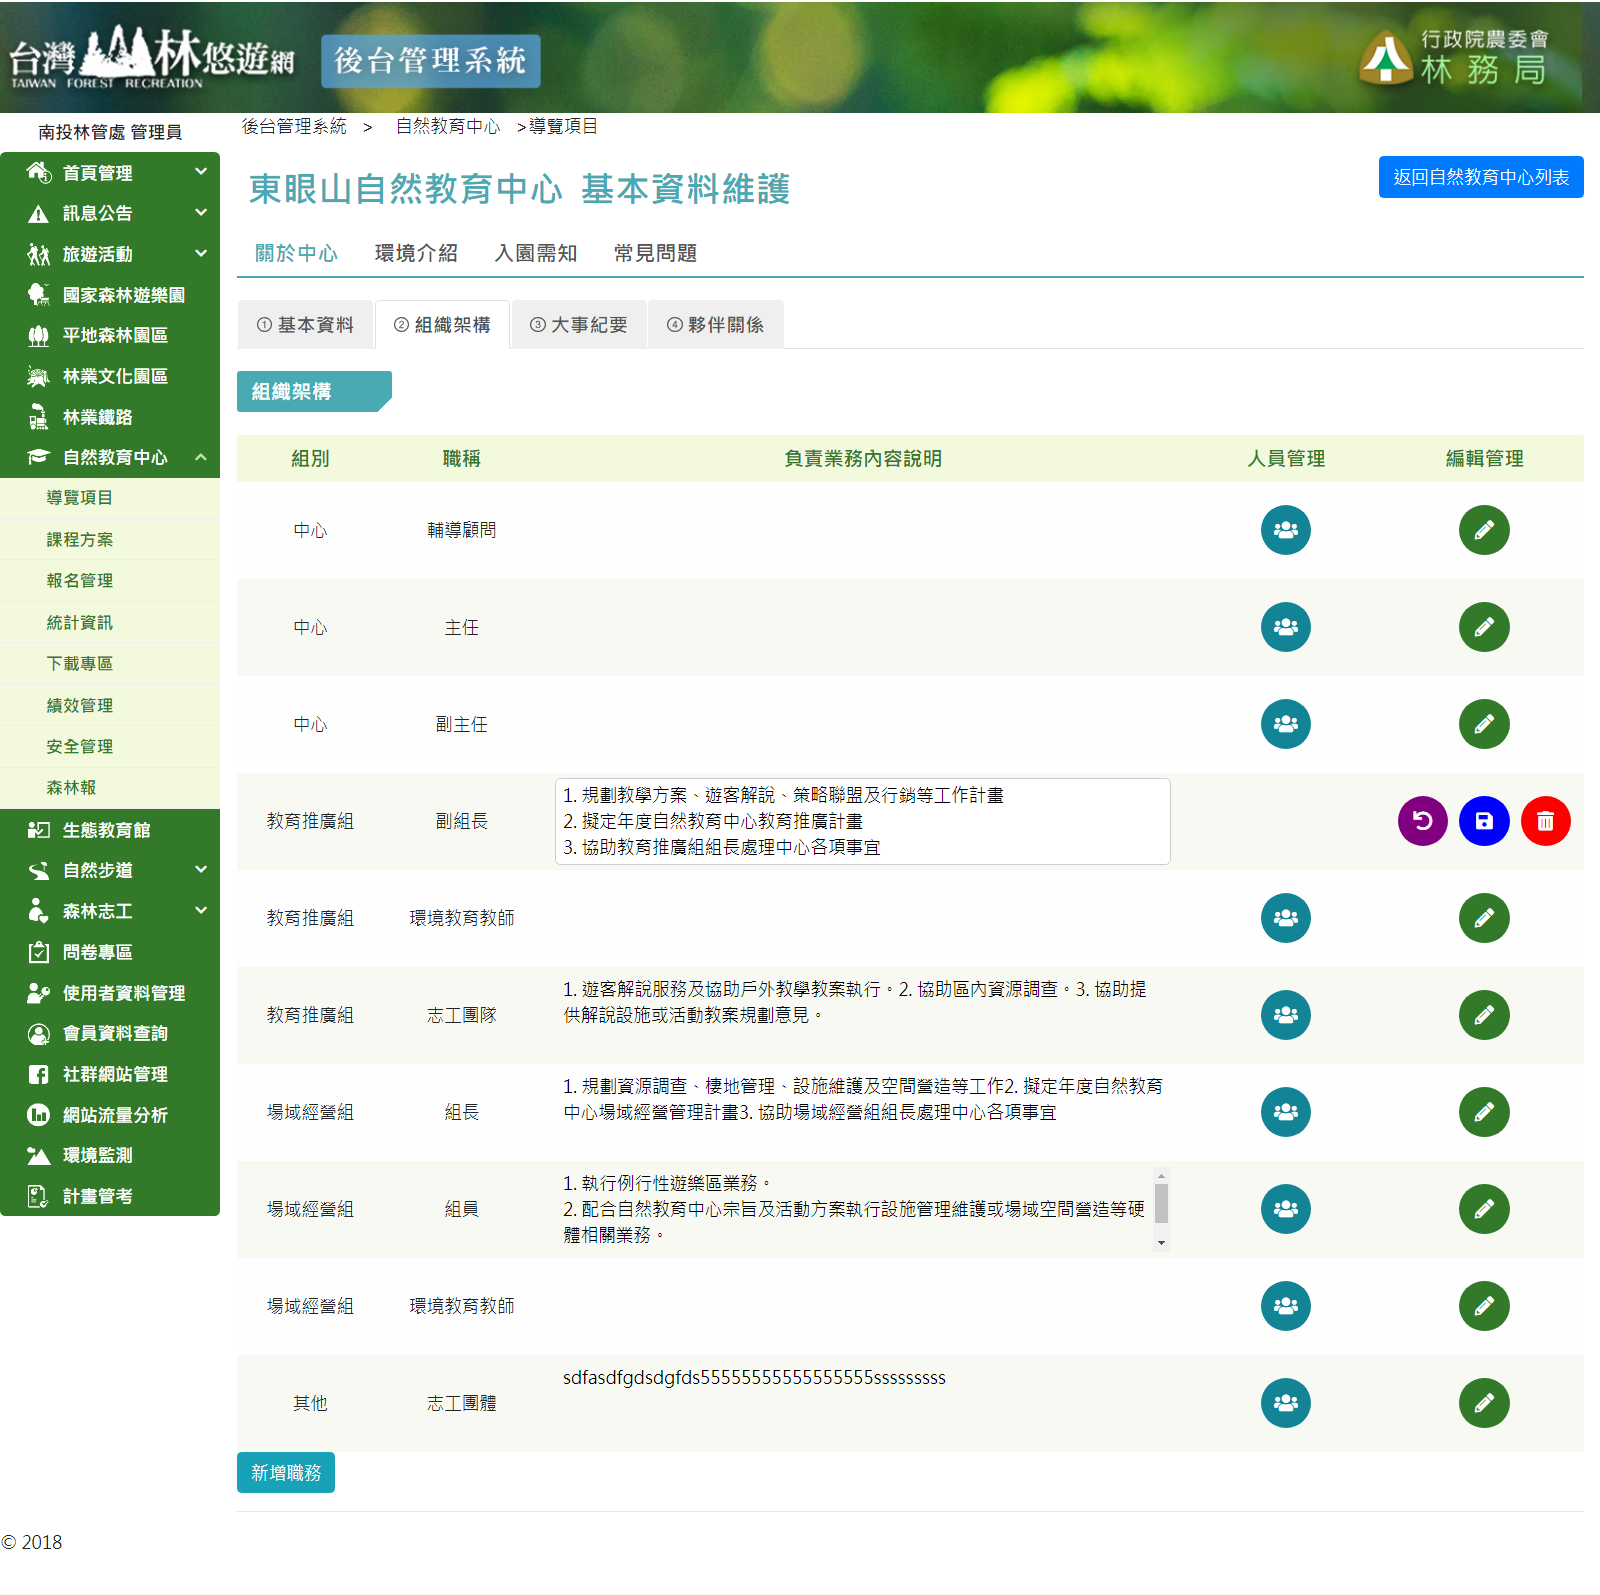 台灣山林悠遊網
TAIWAN FOREST RECREATION
後台管理系統
行政院農委會
林務局
南投林管處 管理員
後台管理系統 > 自然教育中心 >導覽項目
首頁管理
訊息公告
旅遊活動
國家森林遊樂園
平地森林園區
林業文化園區
林業鐵路
自然教育中心
導覽項目
課程方案
報名管理
統計資訊
下載專區
績效管理
安全管理
森林報
生態教育館
自然步道
森林志工
問卷專區
使用者資料管理
會員資料查詢
社群網站管理
網站流量分析
環境監測
計畫管考
東眼山自然教育中心 基本資料維護
返回自然教育中心列表
關於中心 環境介紹 入園需知 常見問題
① 基本資料 ② 組織架構 ③ 大事紀要 ④ 夥伴關係
組織架構
組別 職稱 負責業務內容說明 人員管理 編輯管理
中心 輔導顧問
中心 主任
中心 副主任
教育推廣組 副組長
1. 規劃教學方案、遊客解說、策略聯盟及行銷等工作計畫
2. 擬定年度自然教育中心教育推廣計畫
3. 協助教育推廣組組長處理中心各項事宜
教育推廣組 環境教育教師
教育推廣組 志工團隊
1. 遊客解說服務及協助戶外教學教案執行。2. 協助區內資源調查。3. 協助提
供解說設施或活動教案規劃意見。
場域經營組 組長
1. 規劃資源調查、棲地管理、設施維護及空間營造等工作2. 擬定年度自然教育
中心場域經營管理計畫3. 協助場域經營組組長處理中心各項事宜
場域經營組 組員
1. 執行例行性遊樂區業務。
2. 配合自然教育中心宗旨及活動方案執行設施管理維護或場域空間營造等硬
體相關業務。
場域經營組 環境教育教師
其他 志工團體
sdfasdfgdsdgfds55555555555555555sssssssss
新增職務
© 2018